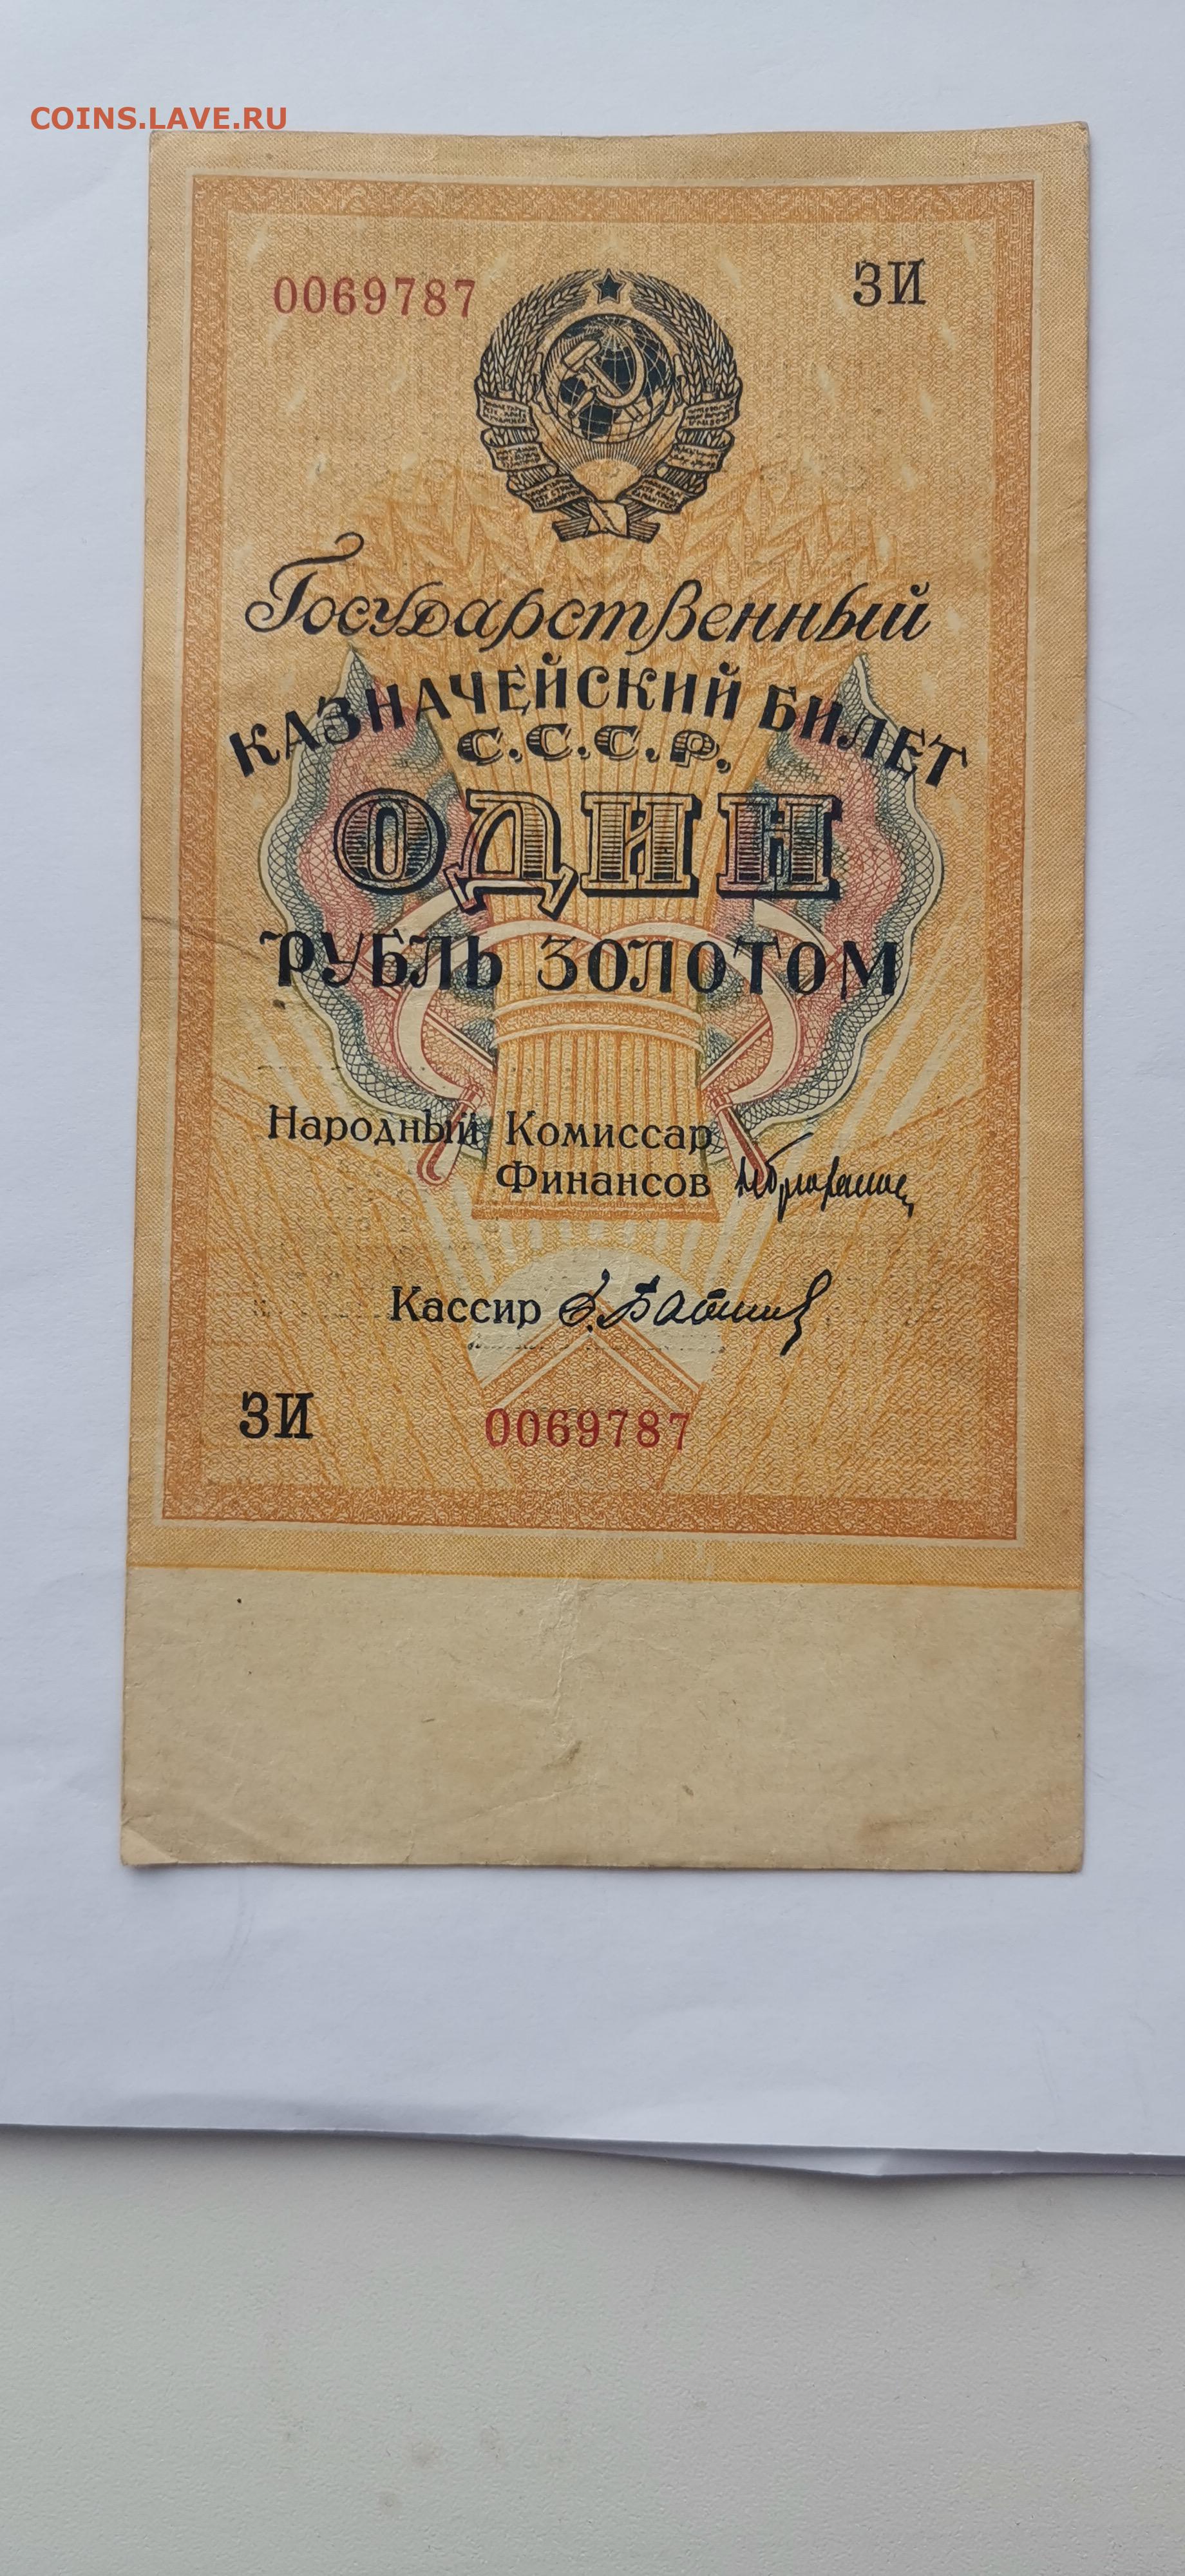 COINS.LAVE.RU
0069787 ЗИ
Государственный
КАЗНАЧЕЙСКИЙ БИЛЕТ
С.С.С.Р.
ОДИН
РУБЛЬ ЗОЛОТОМ
Народный Комиссар
Финансов
Кассир
ЗИ 0069787